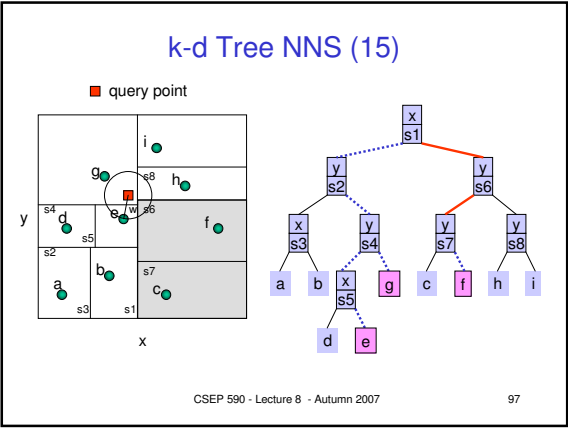 k-d Tree NNS (15)
query point
x
s1
i
y
s2
y
s6
g
s8
h
s4
d
e
w
s6
f
x
s3
y
s4
y
s7
y
s8
y
s5
s2
b
s7
a
c
s3
s1
a
b
x
s5
g
c
f
h
i
x
d
e
CSEP 590 - Lecture 8 - Autumn 2007
97